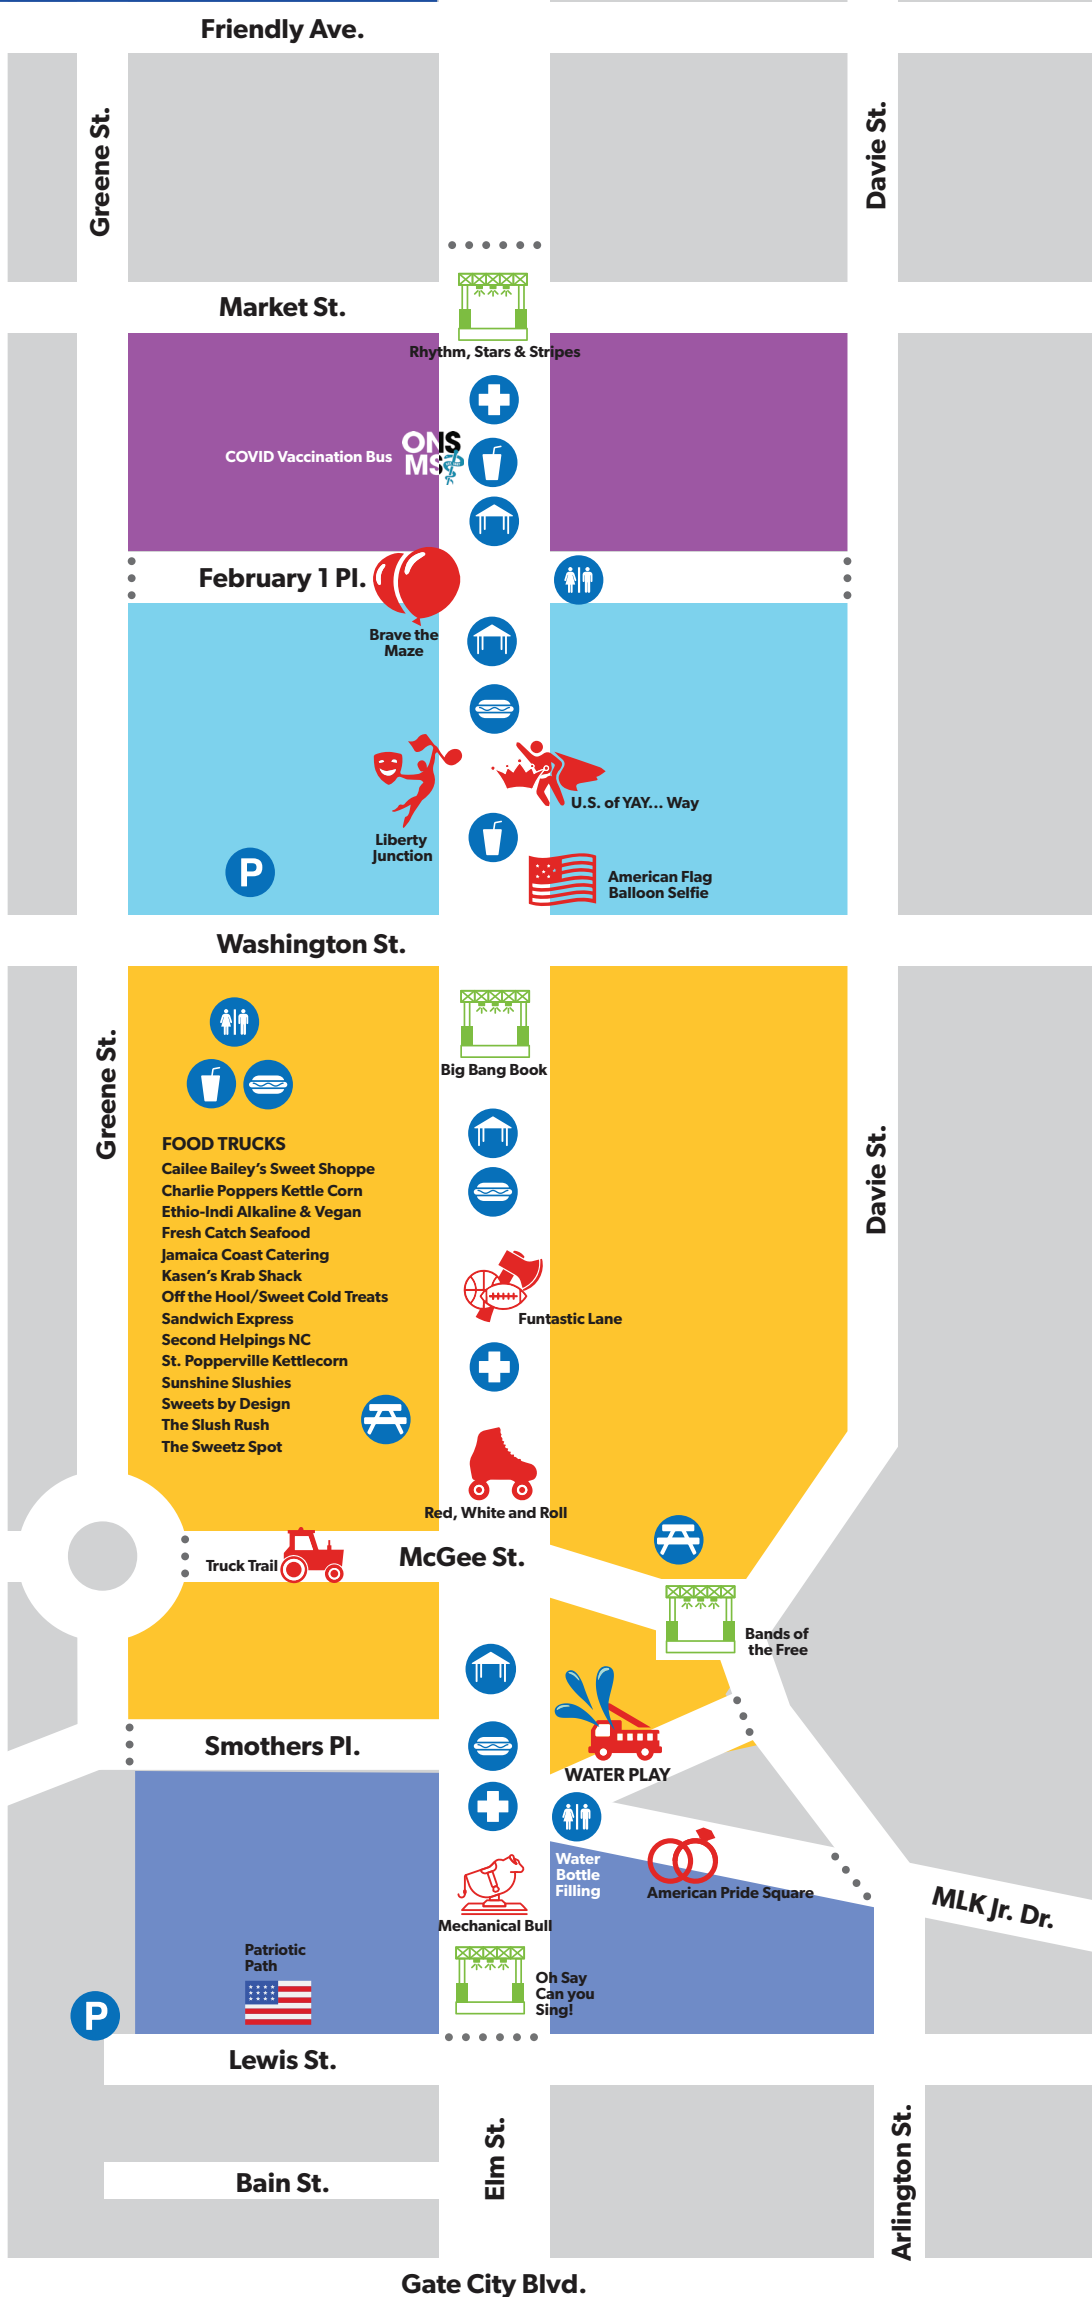 Friendly Ave.
Greene St.
Davie St.
Market St.
Rhythm, Stars & Stripes
COVID Vaccination Bus
ONS
MS
February 1 Pl.
Brave the
Maze
U.S. of YAY... Way
Liberty
Junction
P
American Flag
Balloon Selfie
Washington St.
Big Bang Book
Greene St.
Davie St.
FOOD TRUCKS
Cailee Bailey's Sweet Shoppe
Charlie Poppers Kettle Corn
Ethio-Indi Alkaline & Vegan
Fresh Catch Seafood
Jamaica Coast Catering
Kasen's Krab Shack
Off the Hool/Sweet Cold Treats
Sandwich Express
Second Helpings NC
St. Popperville Kettlecorn
Sunshine Slushies
Sweets by Design
The Slush Rush
The Sweetz Spot
Funtastic Lane
Red, White and Roll
Truck Trail
McGee St.
Bands of
the Free
Smothers Pl.
WATER PLAY
Water
Bottle
Filling
American Pride Square
MLK Jr. Dr.
Mechanical Bull
Patriotic
Path
Oh Say
Can you
Sing!
P
Lewis St.
Elm St.
Arlington St.
Bain St.
Gate City Blvd.